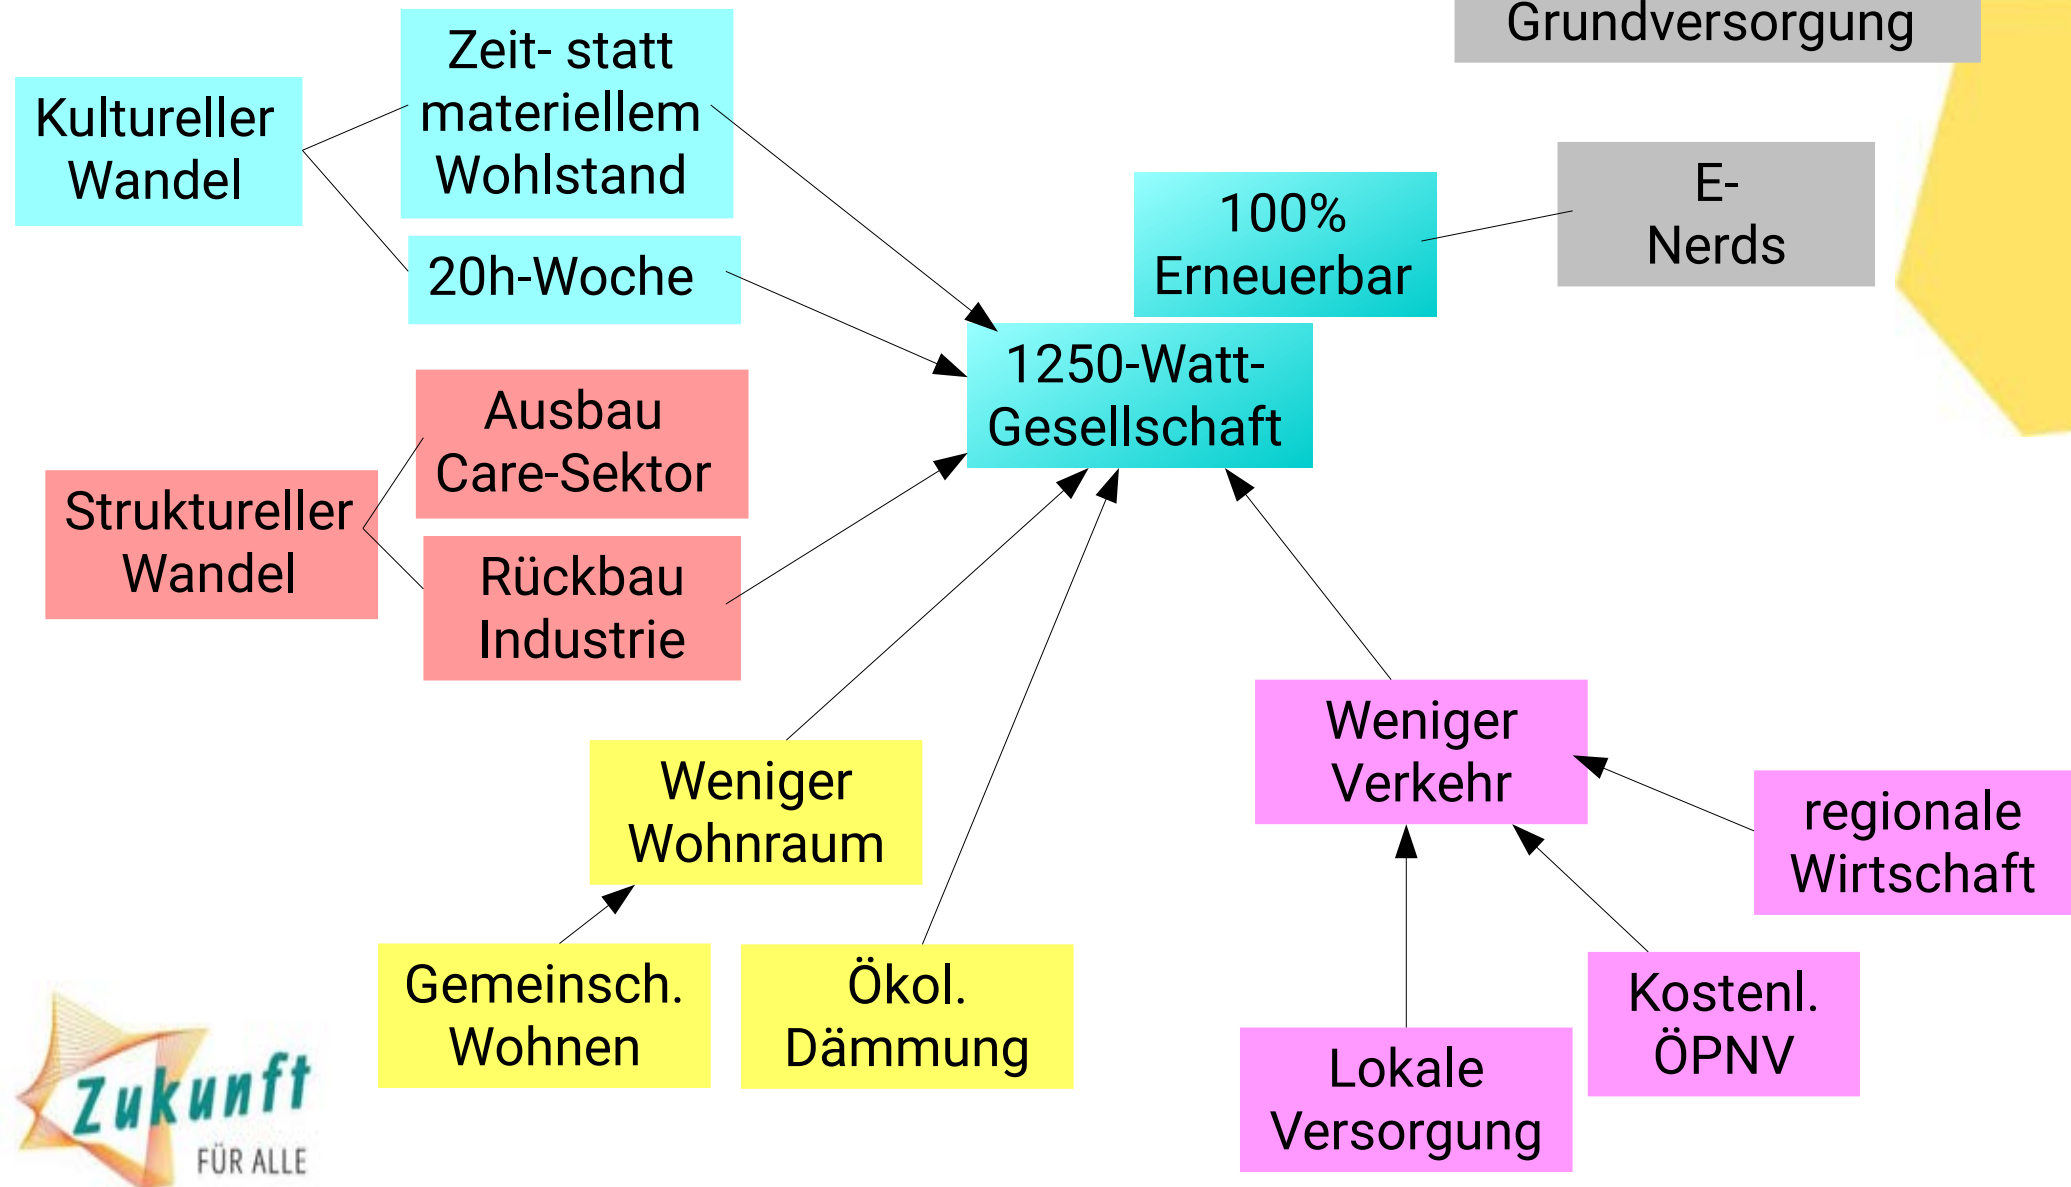 Grundversorgung
Zeit- statt
materiellem
Wohlstand
Kultureller
Wandel
E-
Nerds
100%
Erneuerbar
20h-Woche
1250-Watt-
Gesellschaft
Ausbau
Care-Sektor
Struktureller
Wandel
Rückbau
Industrie
Weniger
Wohnraum
Weniger
Verkehr
regionale
Wirtschaft
Gemeinsch.
Wohnen
Ökol.
Dämmung
Kostenl.
ÖPNV
Lokale
Versorgung
Zukunft
FÜR ALLE